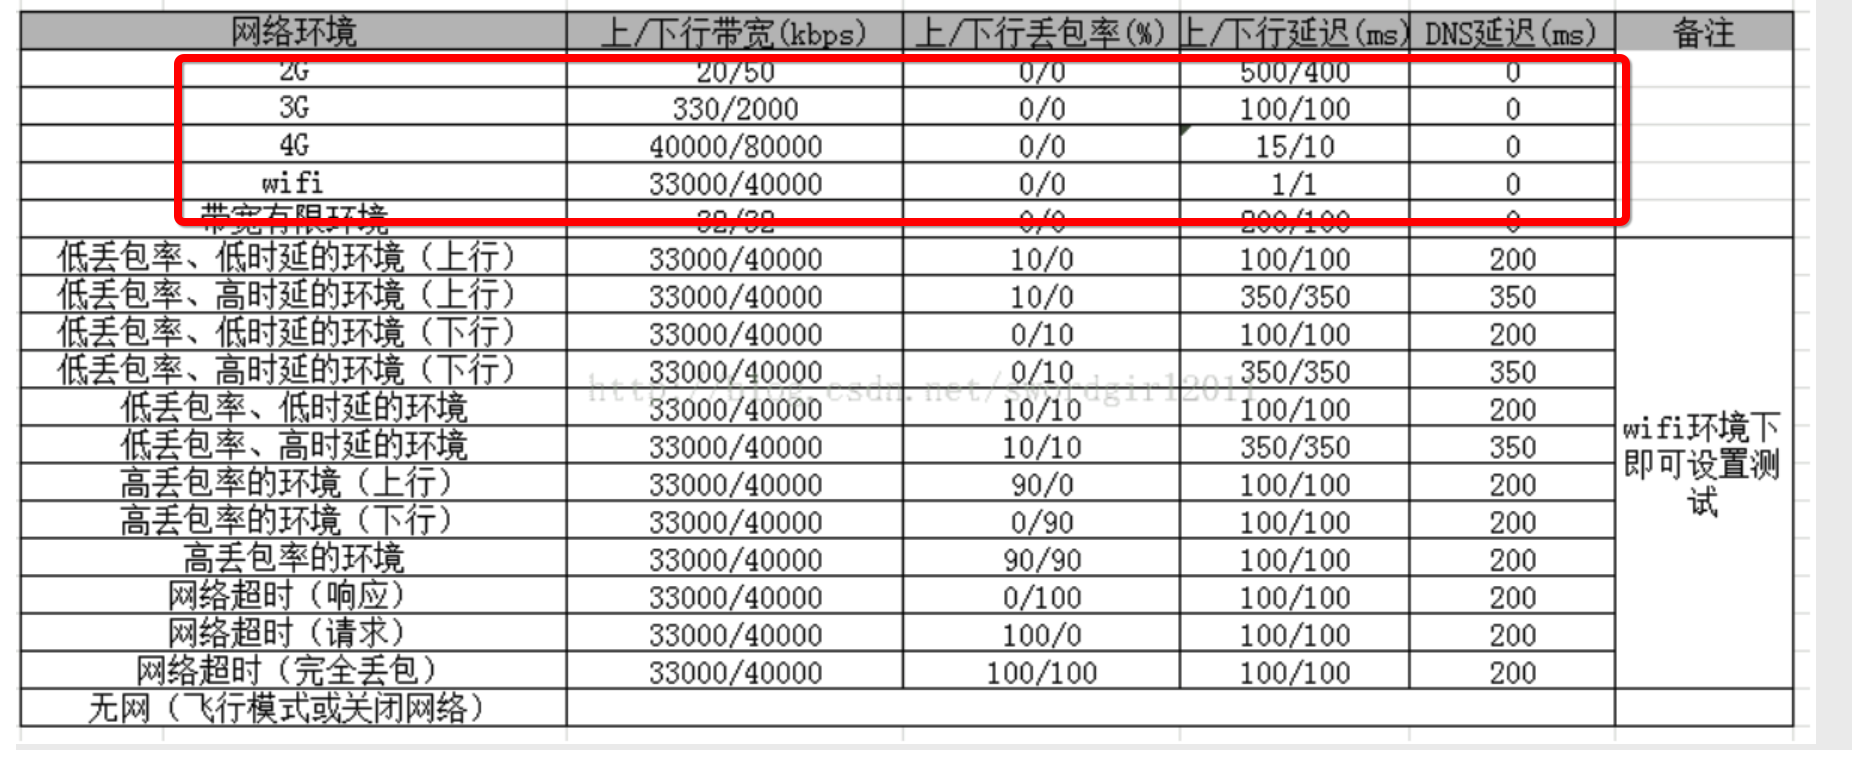 网络环境 上/下行带宽(kbps) 上/下行丢包率(%) 上/下行延迟(ms) DNS延迟(ms) 备注
2G 20/50 0/0 500/400 0
3G 330/2000 0/0 100/100 0
4G 40000/80000 0/0 15/10 0
wifi 33000/40000 0/0 1/1 0
带宽有限环境 32/32 0/0 200/100 0
低丢包率、低时延的环境（上行） 33000/40000 10/0 100/100 200
低丢包率、高时延的环境（上行） 33000/40000 10/0 350/350 350
低丢包率、低时延的环境（下行） 33000/40000 0/10 100/100 200
低丢包率、高时延的环境（下行） 33000/40000 0/10 350/350 350
http://blog.csdn.net/swordgirl2011
低丢包率、低时延的环境 33000/40000 10/10 100/100 200
低丢包率、高时延的环境 33000/40000 10/10 350/350 350
高丢包率的环境（上行） 33000/40000 90/0 100/100 200
高丢包率的环境（下行） 33000/40000 0/90 100/100 200
高丢包率的环境 33000/40000 90/90 100/100 200
网络超时（响应） 33000/40000 0/100 100/100 200
网络超时（请求） 33000/40000 100/0 100/100 200
网络超时（完全丢包） 33000/40000 100/100 100/100 200
无网（飞行模式或关闭网络）
wifi环境下
即可设置测
试